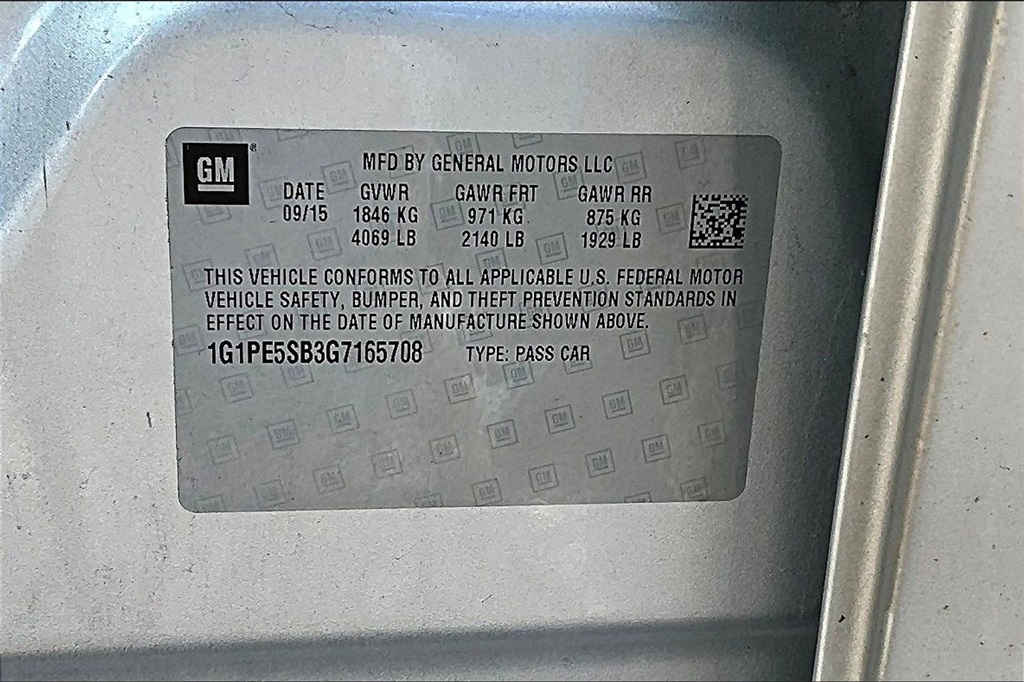 GM ® MFD BY GENERAL MOTORS LLC
DATE GVWR GAWR FRT GAWR RR
09/15 1846 KG 971 KG 875 KG
4069 LB 2140 LB 1929 LB
THIS VEHICLE CONFORMS TO ALL APPLICABLE U.S. FEDERAL MOTOR
VEHICLE SAFETY, BUMPER, AND THEFT PREVENTION STANDARDS IN
EFFECT ON THE DATE OF MANUFACTURE SHOWN ABOVE.
1G1PE5SB3G7165708 TYPE: PASS CAR